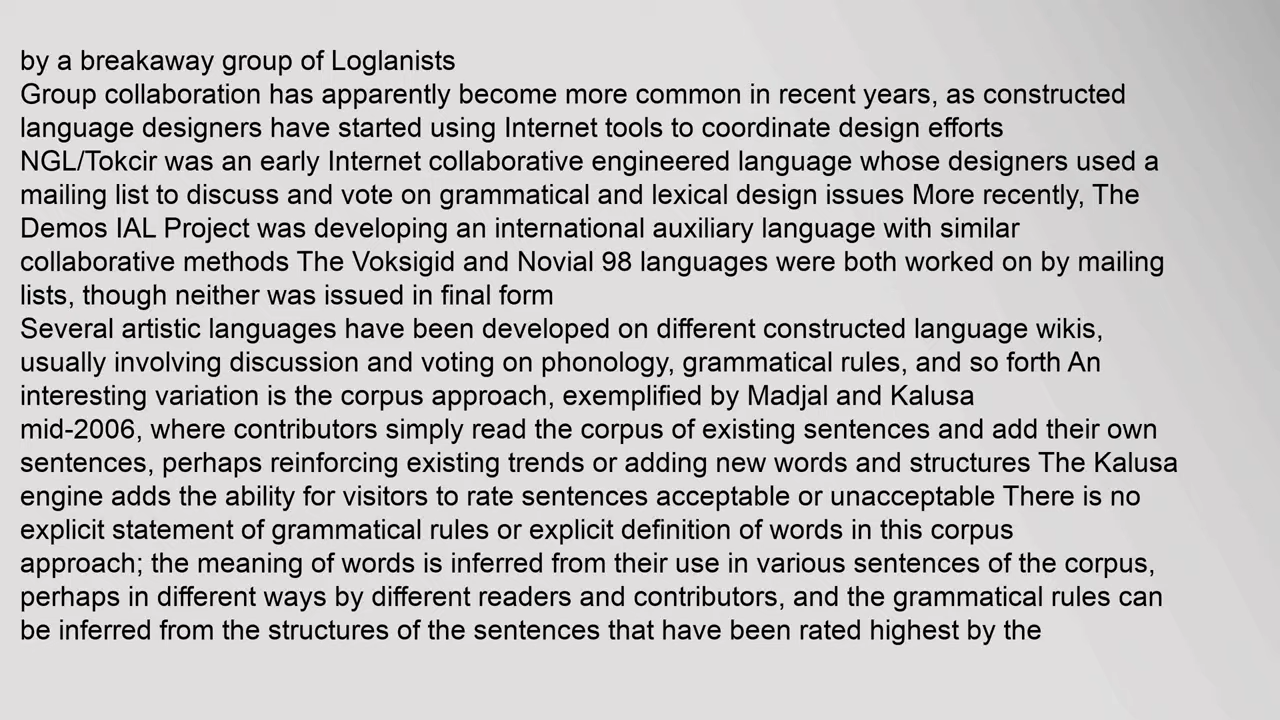 by a breakaway group of Loglanists
Group collaboration has apparently become more common in recent years, as constructed
language designers have started using Internet tools to coordinate design efforts
NGL/Tokcir was an early Internet collaborative engineered language whose designers used a
mailing list to discuss and vote on grammatical and lexical design issues More recently, The
Demos IAL Project was developing an international auxiliary language with similar
collaborative methods The Voksigid and Novial 98 languages were both worked on by mailing
lists, though neither was issued in final form
Several artistic languages have been developed on different constructed language wikis,
usually involving discussion and voting on phonology, grammatical rules, and so forth An
interesting variation is the corpus approach, exemplified by Madjal and Kalusa
mid-2006, where contributors simply read the corpus of existing sentences and add their own
sentences, perhaps reinforcing existing trends or adding new words and structures The Kalusa
engine adds the ability for visitors to rate sentences acceptable or unacceptable There is no
explicit statement of grammatical rules or explicit definition of words in this corpus
approach; the meaning of words is inferred from their use in various sentences of the corpus,
perhaps in different ways by different readers and contributors, and the grammatical rules can
be inferred from the structures of the sentences that have been rated highest by the